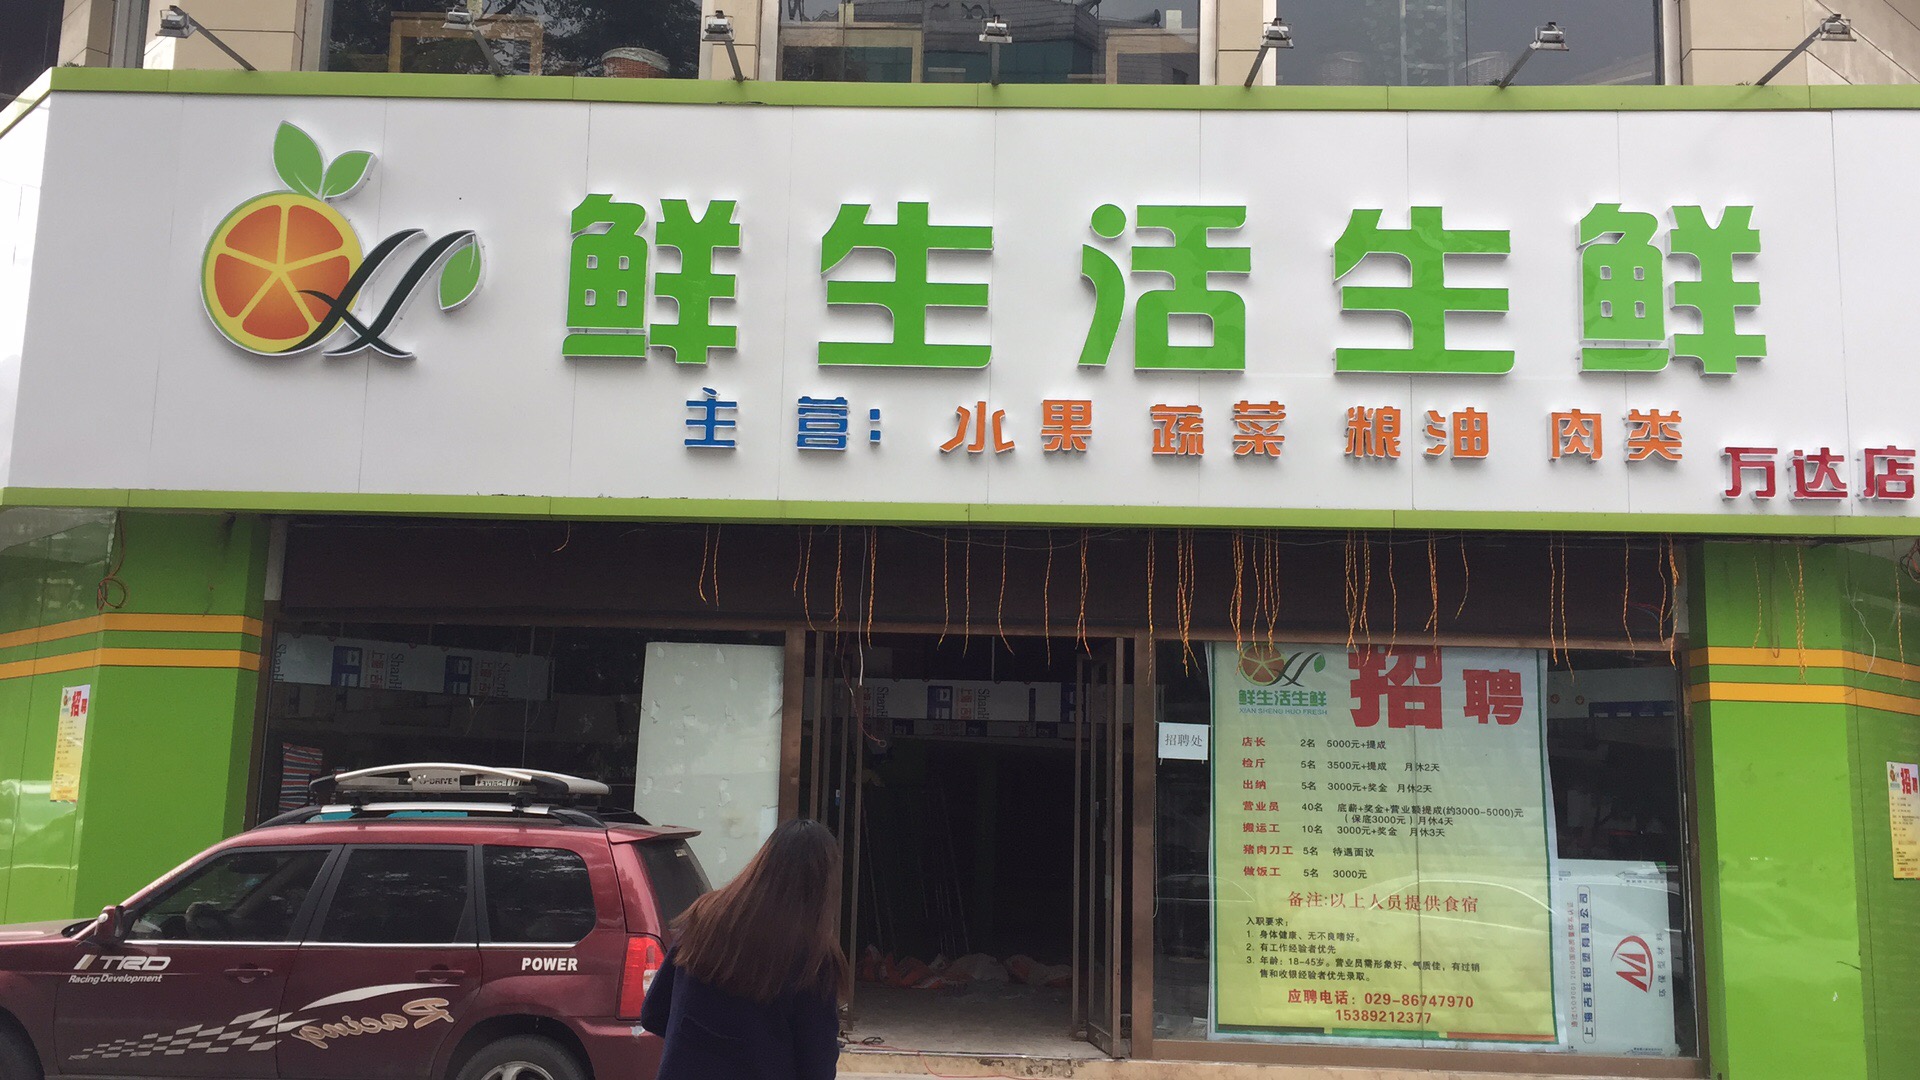 鲜生活生鲜
主营：水果 蔬菜 粮油 肉类
万达店
招聘
鲜生活生鲜
XIAN SHENG HUO FRESH
招聘
招聘处
店长 2名 5000元+提成
检斤 5名 3500元+提成 月休2天
出纳 5名 3000元+奖金 月休2天
营业员 40名 底薪+奖金+营业额提成(约3000-5000)元
(保底3000元)月休4天
搬运工 10名 3000元+奖金 月休3天
猪肉刀工 5名 待遇面议
做饭工 5名 3000元
备注:以上人员提供食宿
入职要求：
1. 身体健康、无不良嗜好。
2. 有工作经验者优先
3. 年龄：18-45岁。营业员需形象好、气质佳，有过销
售和收银经验者优先录取。
应聘电话：029-86747970
15389212377
招聘
TRD
Racing Development
POWER
Racing